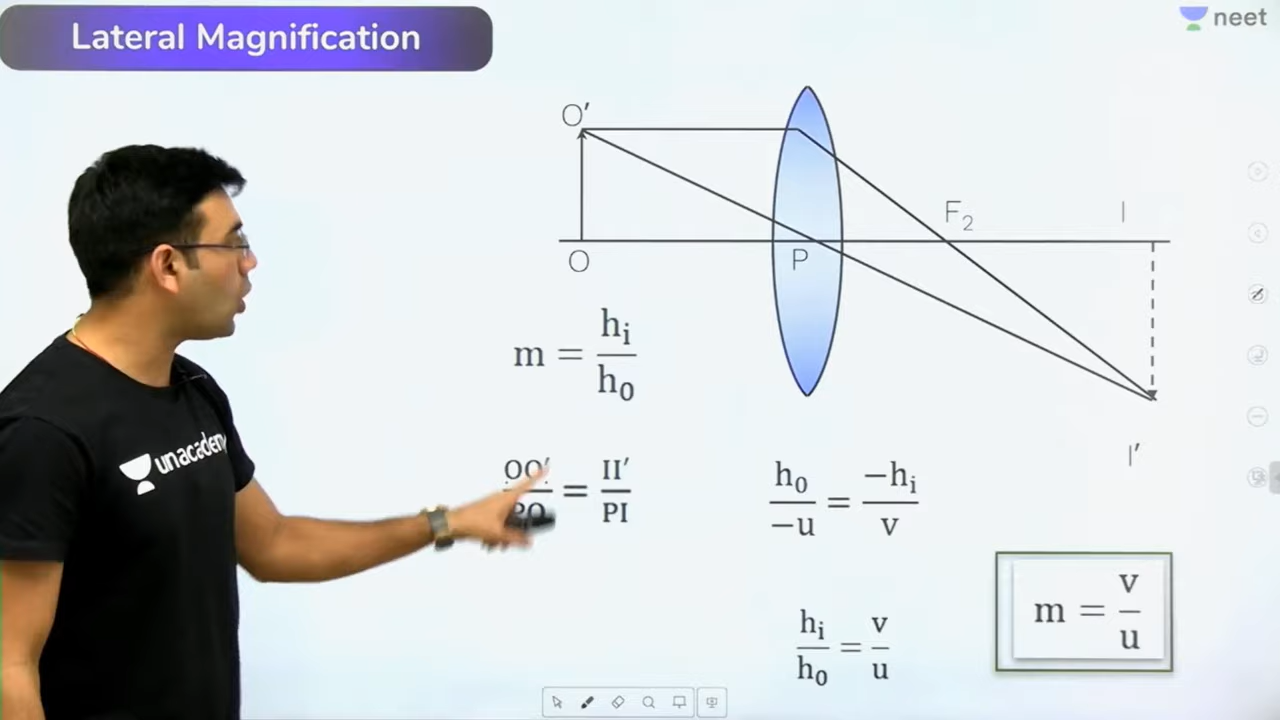 Lateral Magnification
neet
O′
F₂
I
O
P
m = hᵢ/h₀
unacademy
OO′/PO = II′/PI
h₀/−u = −hᵢ/v
I′
hᵢ/h₀ = v/u
m = v/u